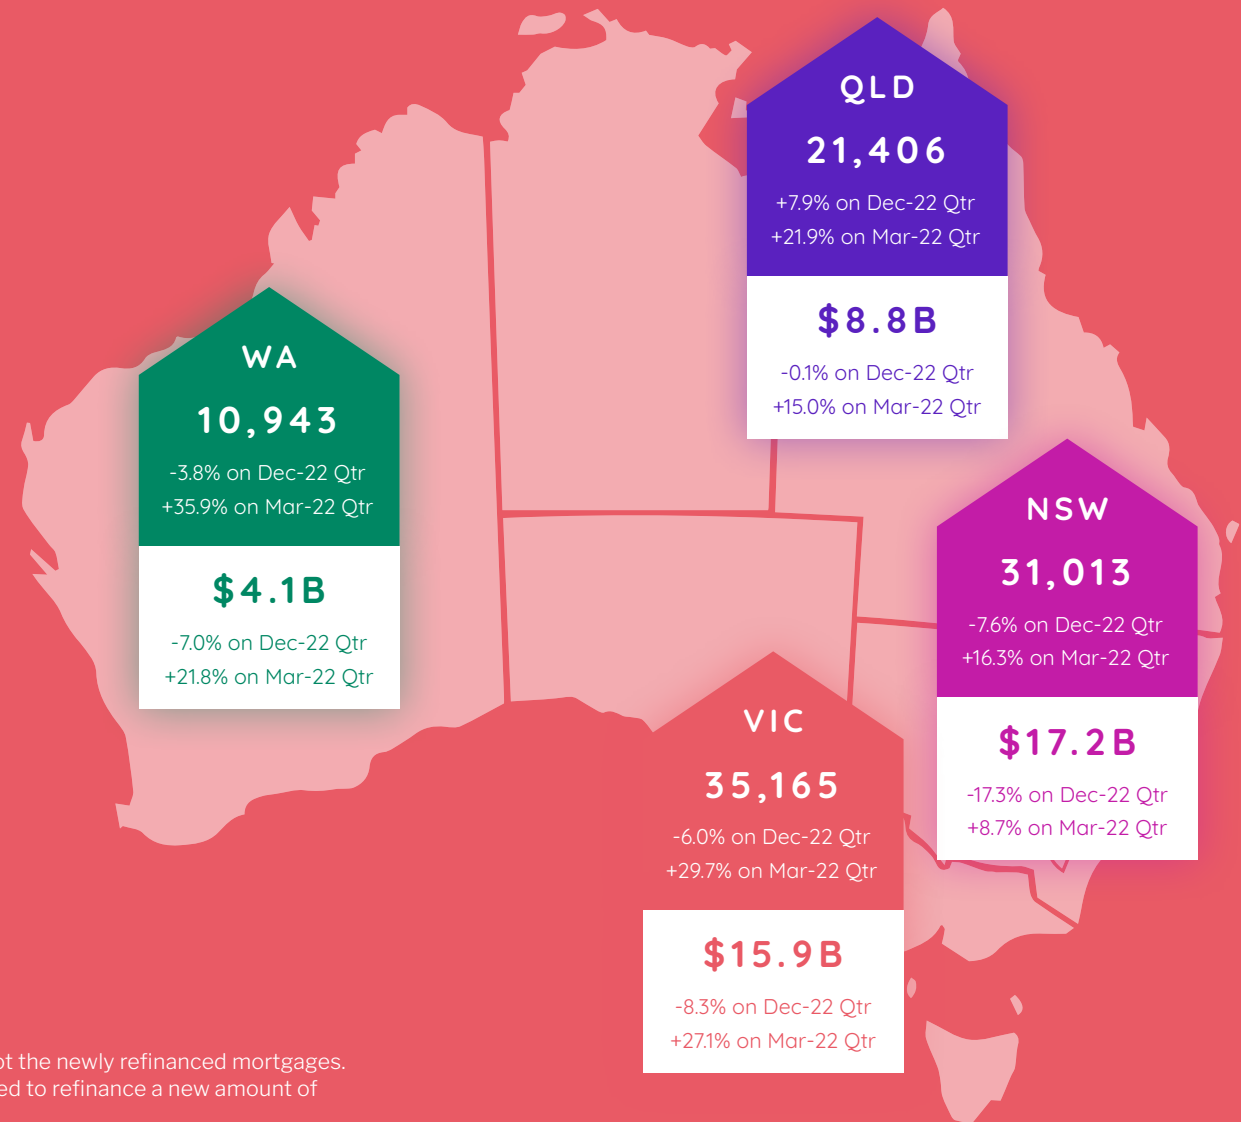 QLD
21,406
+7.9% on Dec-22 Qtr
+21.9% on Mar-22 Qtr
$8.8B
-0.1% on Dec-22 Qtr
+15.0% on Mar-22 Qtr
WA
10,943
-3.8% on Dec-22 Qtr
+35.9% on Mar-22 Qtr
$4.1B
-7.0% on Dec-22 Qtr
+21.8% on Mar-22 Qtr
NSW
31,013
-7.6% on Dec-22 Qtr
+16.3% on Mar-22 Qtr
$17.2B
-17.3% on Dec-22 Qtr
+8.7% on Mar-22 Qtr
VIC
35,165
-6.0% on Dec-22 Qtr
+29.7% on Mar-22 Qtr
$15.9B
-8.3% on Dec-22 Qtr
+27.1% on Mar-22 Qtr
the newly refinanced mortgages.
to refinance a new amount of